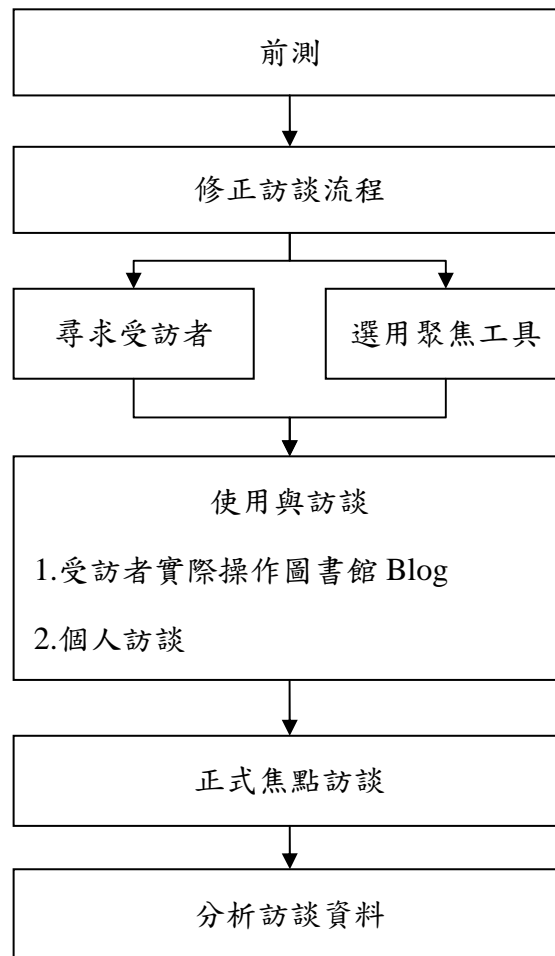 前測
修正訪談流程
尋求受訪者
選用聚焦工具
使用與訪談
1.受訪者實際操作圖書館 Blog
2.個人訪談
正式焦點訪談
分析訪談資料